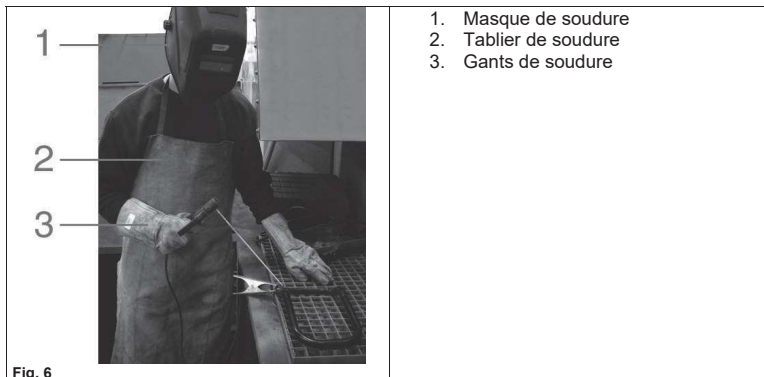 1
2
3
Fig. 6
1. Masque de soudure
2. Tablier de soudure
3. Gants de soudure